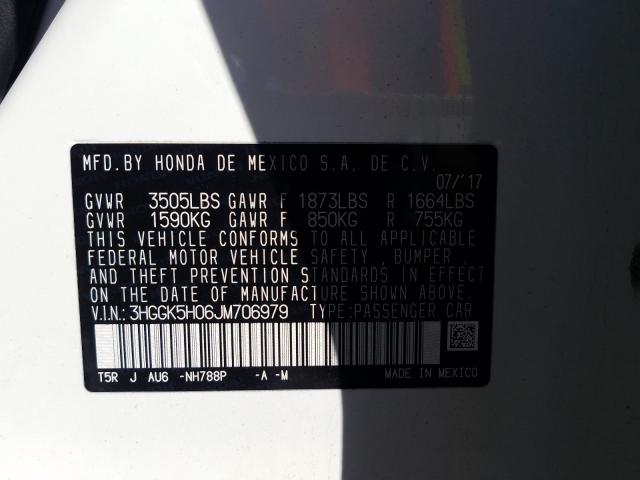 MFD.BY HONDA DE MEXICO S.A. DE C.V.
07/'17
GVWR 3505LBS GAWR F 1873LBS R 1664LBS
GVWR 1590KG GAWR F 850KG R 755KG
THIS VEHICLE CONFORMS TO ALL APPLICABLE
FEDERAL MOTOR VEHICLE SAFETY , BUMPER ,
AND THEFT PREVENTION STANDARDS IN EFFECT
ON THE DATE OF MANUFACTURE SHOWN ABOVE.
V.I.N.: 3HGGK5H06JM706979 TYPE:PASSENGER CAR
T5R J AU6 -NH788P -A -M MADE IN MEXICO